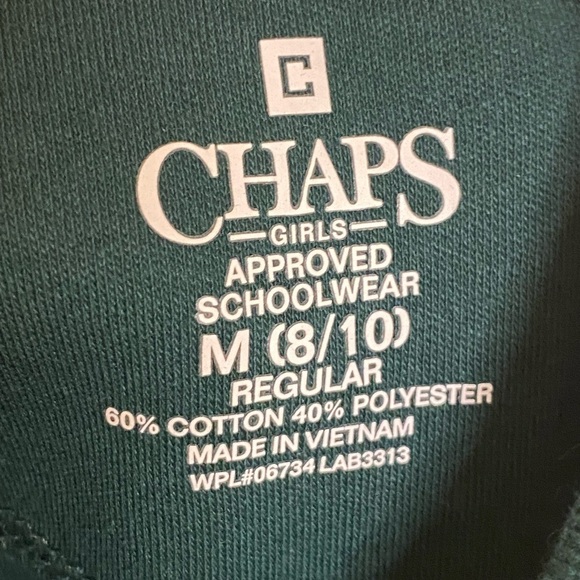 C
CHAPS
GIRLS
APPROVED
SCHOOLWEAR
M (8/10)
REGULAR
60% COTTON 40% POLYESTER
MADE IN VIETNAM
WPL#06734 LAB3313